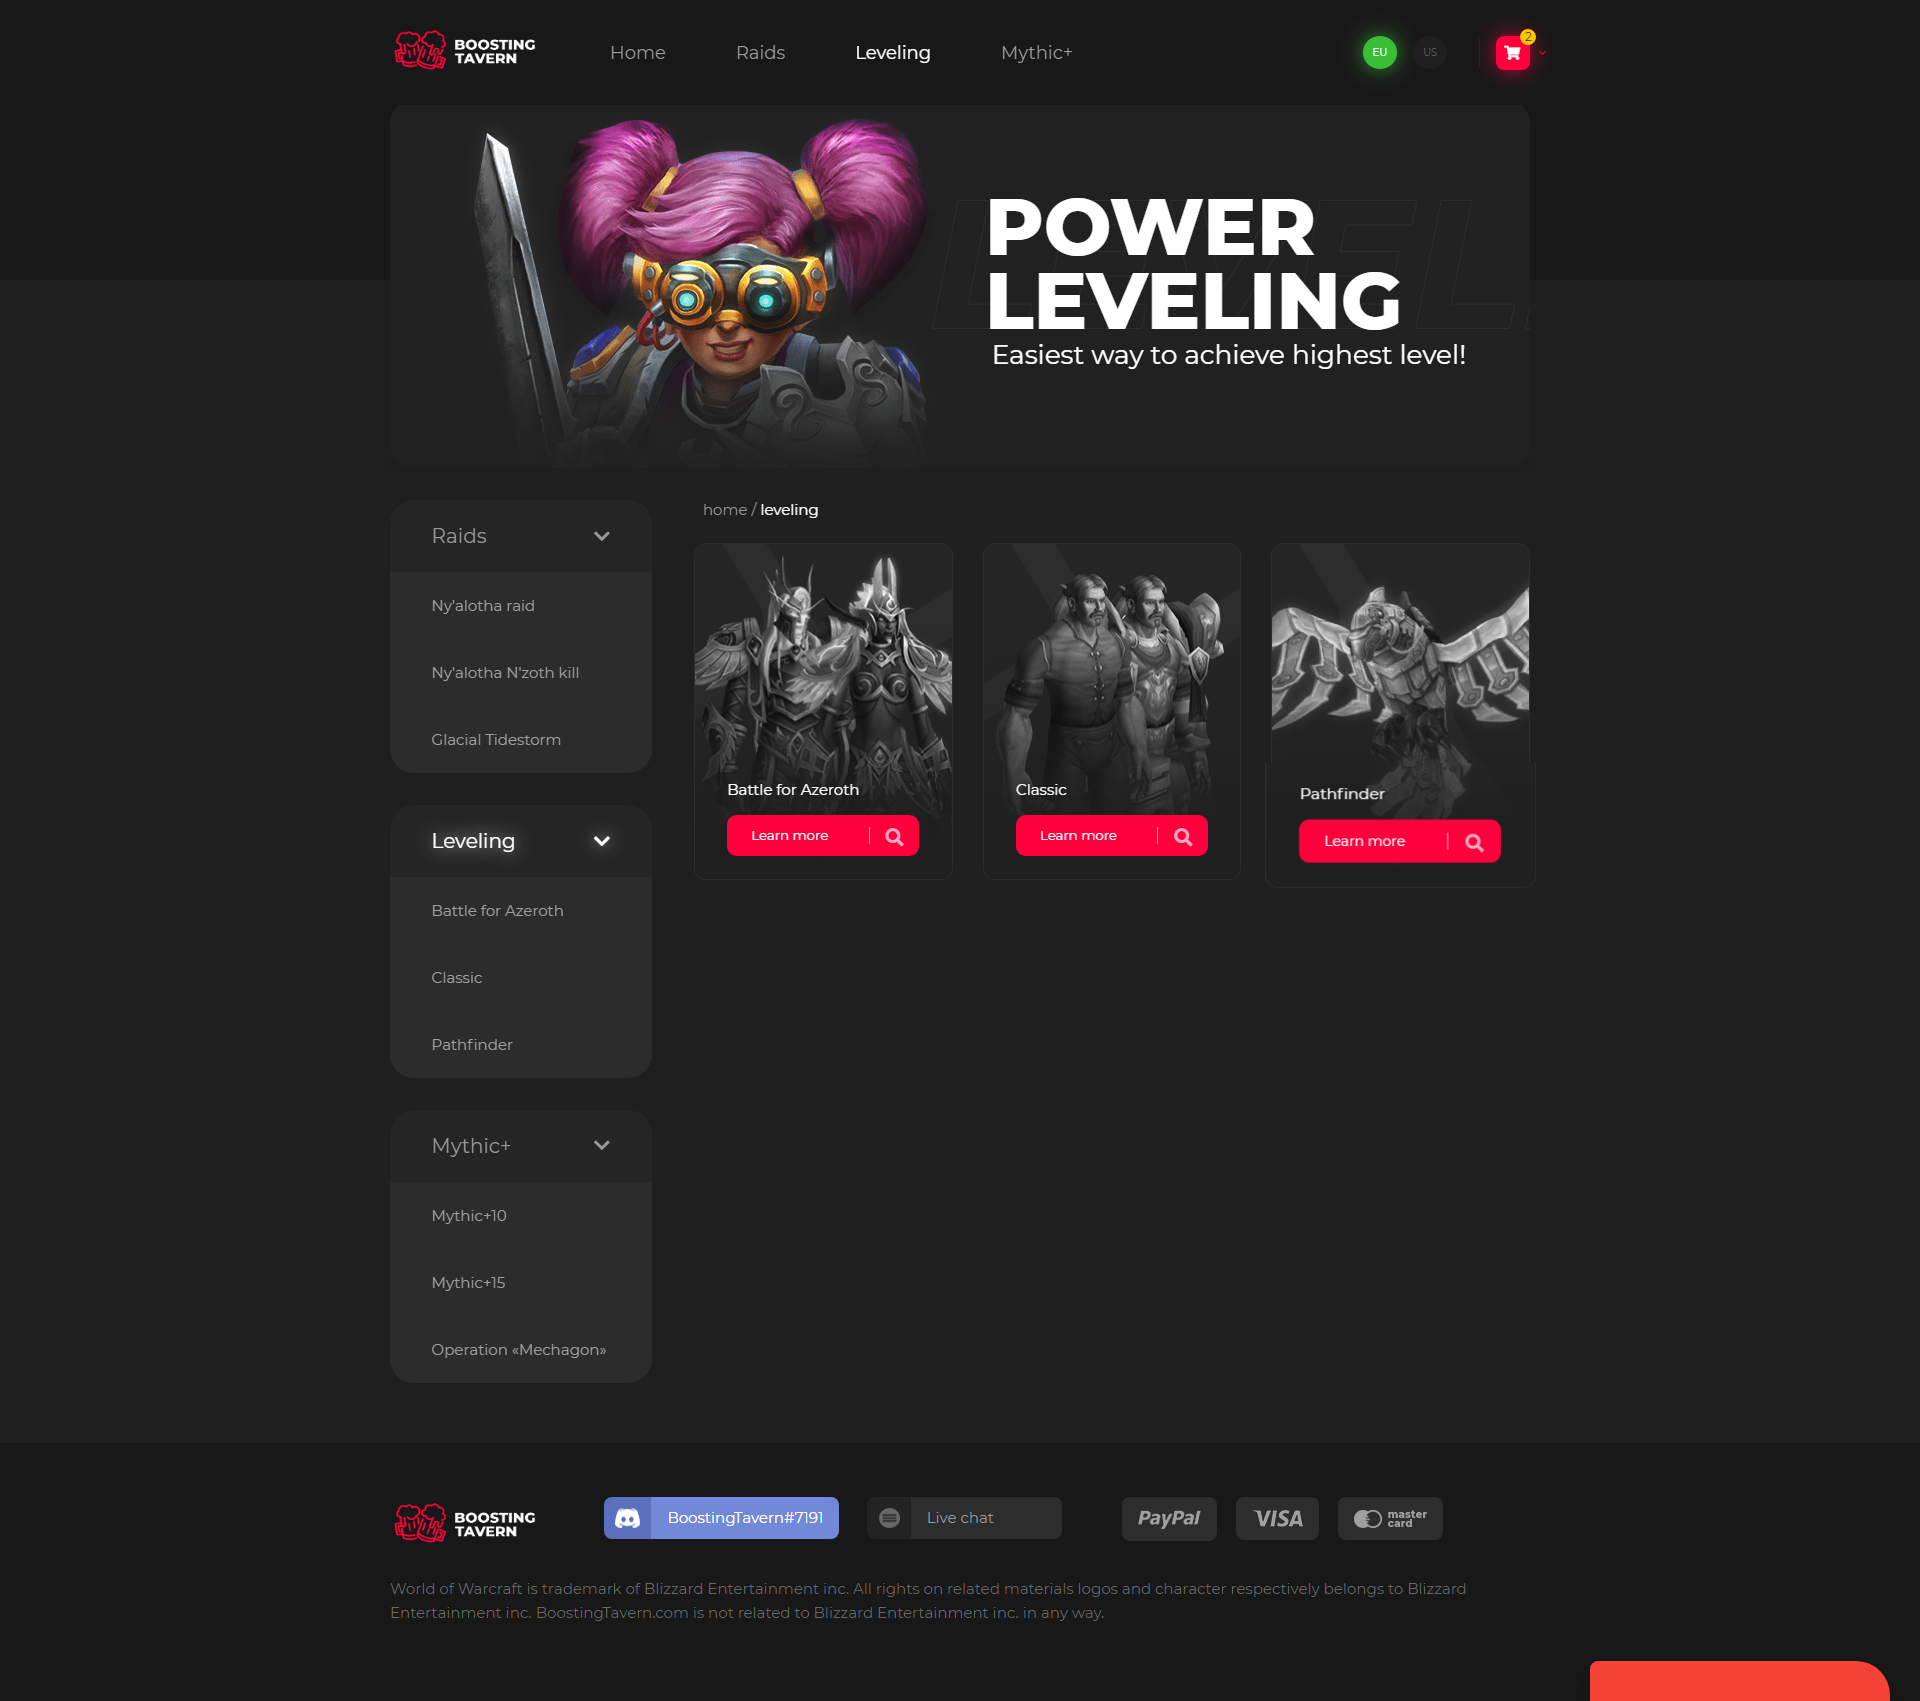 BOOSTING
TAVERN
Home
Raids
Leveling
Mythic+
EU
US
2
POWER
LEVELING
Easiest way to achieve highest level!
Raids
Ny'alotha raid
Ny'alotha N'zoth kill
Glacial Tidestorm
Leveling
Battle for Azeroth
Classic
Pathfinder
Mythic+
Mythic+10
Mythic+15
Operation «Mechagon»
home / leveling
Battle for Azeroth
Learn more
Classic
Learn more
Pathfinder
Learn more
BOOSTING
TAVERN
BoostingTavern#7191
Live chat
PayPal
VISA
master
card
World of Warcraft is trademark of Blizzard Entertainment inc. All rights on related materials logos and character respectively belongs to Blizzard
Entertainment inc. BoostingTavern.com is not related to Blizzard Entertainment inc. in any way.